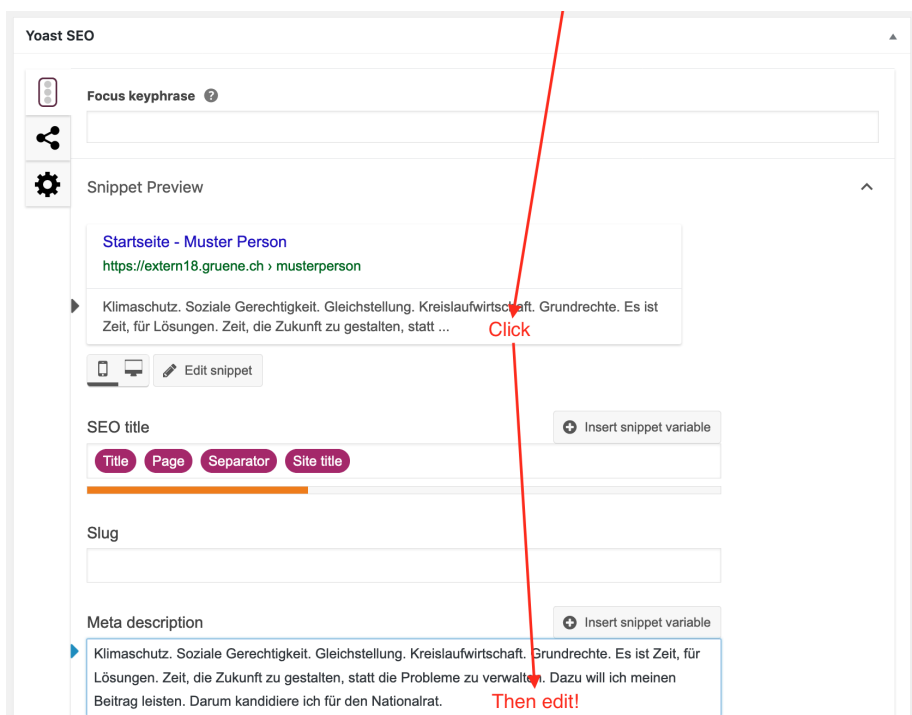 Yoast SEO
Focus keyphrase
Snippet Preview
Startseite - Muster Person
https://extern18.gruene.ch › musterperson
Klimaschutz. Soziale Gerechtigkeit. Gleichstellung. Kreislaufwirtschaft. Grundrechte. Es ist
Zeit, für Lösungen. Zeit, die Zukunft zu gestalten, statt ...
Click
Edit snippet
SEO title
Insert snippet variable
Title Page Separator Site title
Slug
Meta description
Insert snippet variable
Klimaschutz. Soziale Gerechtigkeit. Gleichstellung. Kreislaufwirtschaft. Grundrechte. Es ist Zeit, für
Lösungen. Zeit, die Zukunft zu gestalten, statt die Probleme zu verwalten. Dazu will ich meinen
Beitrag leisten. Darum kandidiere ich für den Nationalrat.
Then edit!